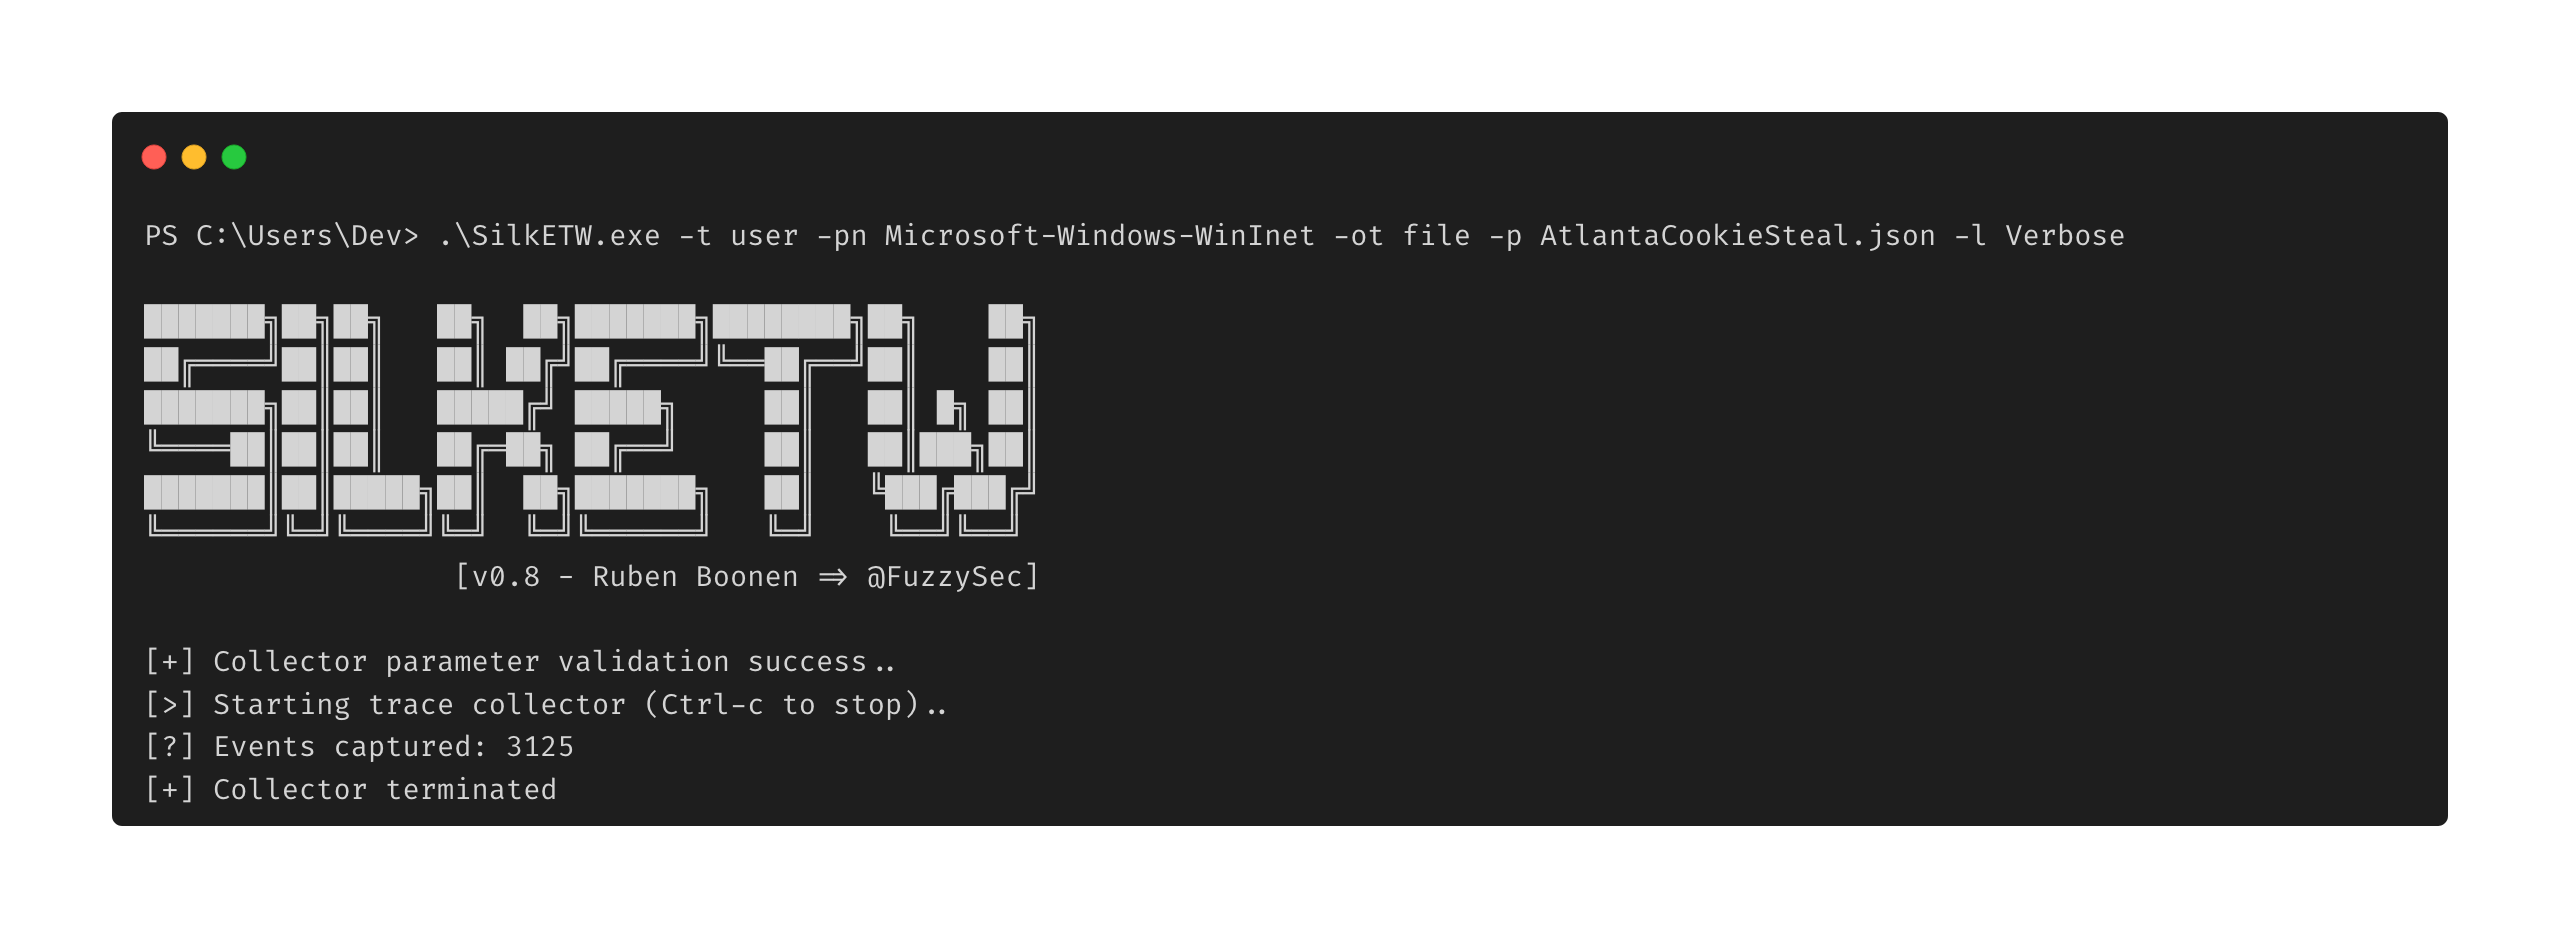 PS C:\Users\Dev> .\SilkETW.exe -t user -pn Microsoft-Windows-WinInet -ot file -p AtlantaCookieSteal.json -l Verbose
SILKETW
[v0.8 - Ruben Boonen => @FuzzySec]
[+] Collector parameter validation success..
[>] Starting trace collector (Ctrl-c to stop)..
[?] Events captured: 3125
[+] Collector terminated